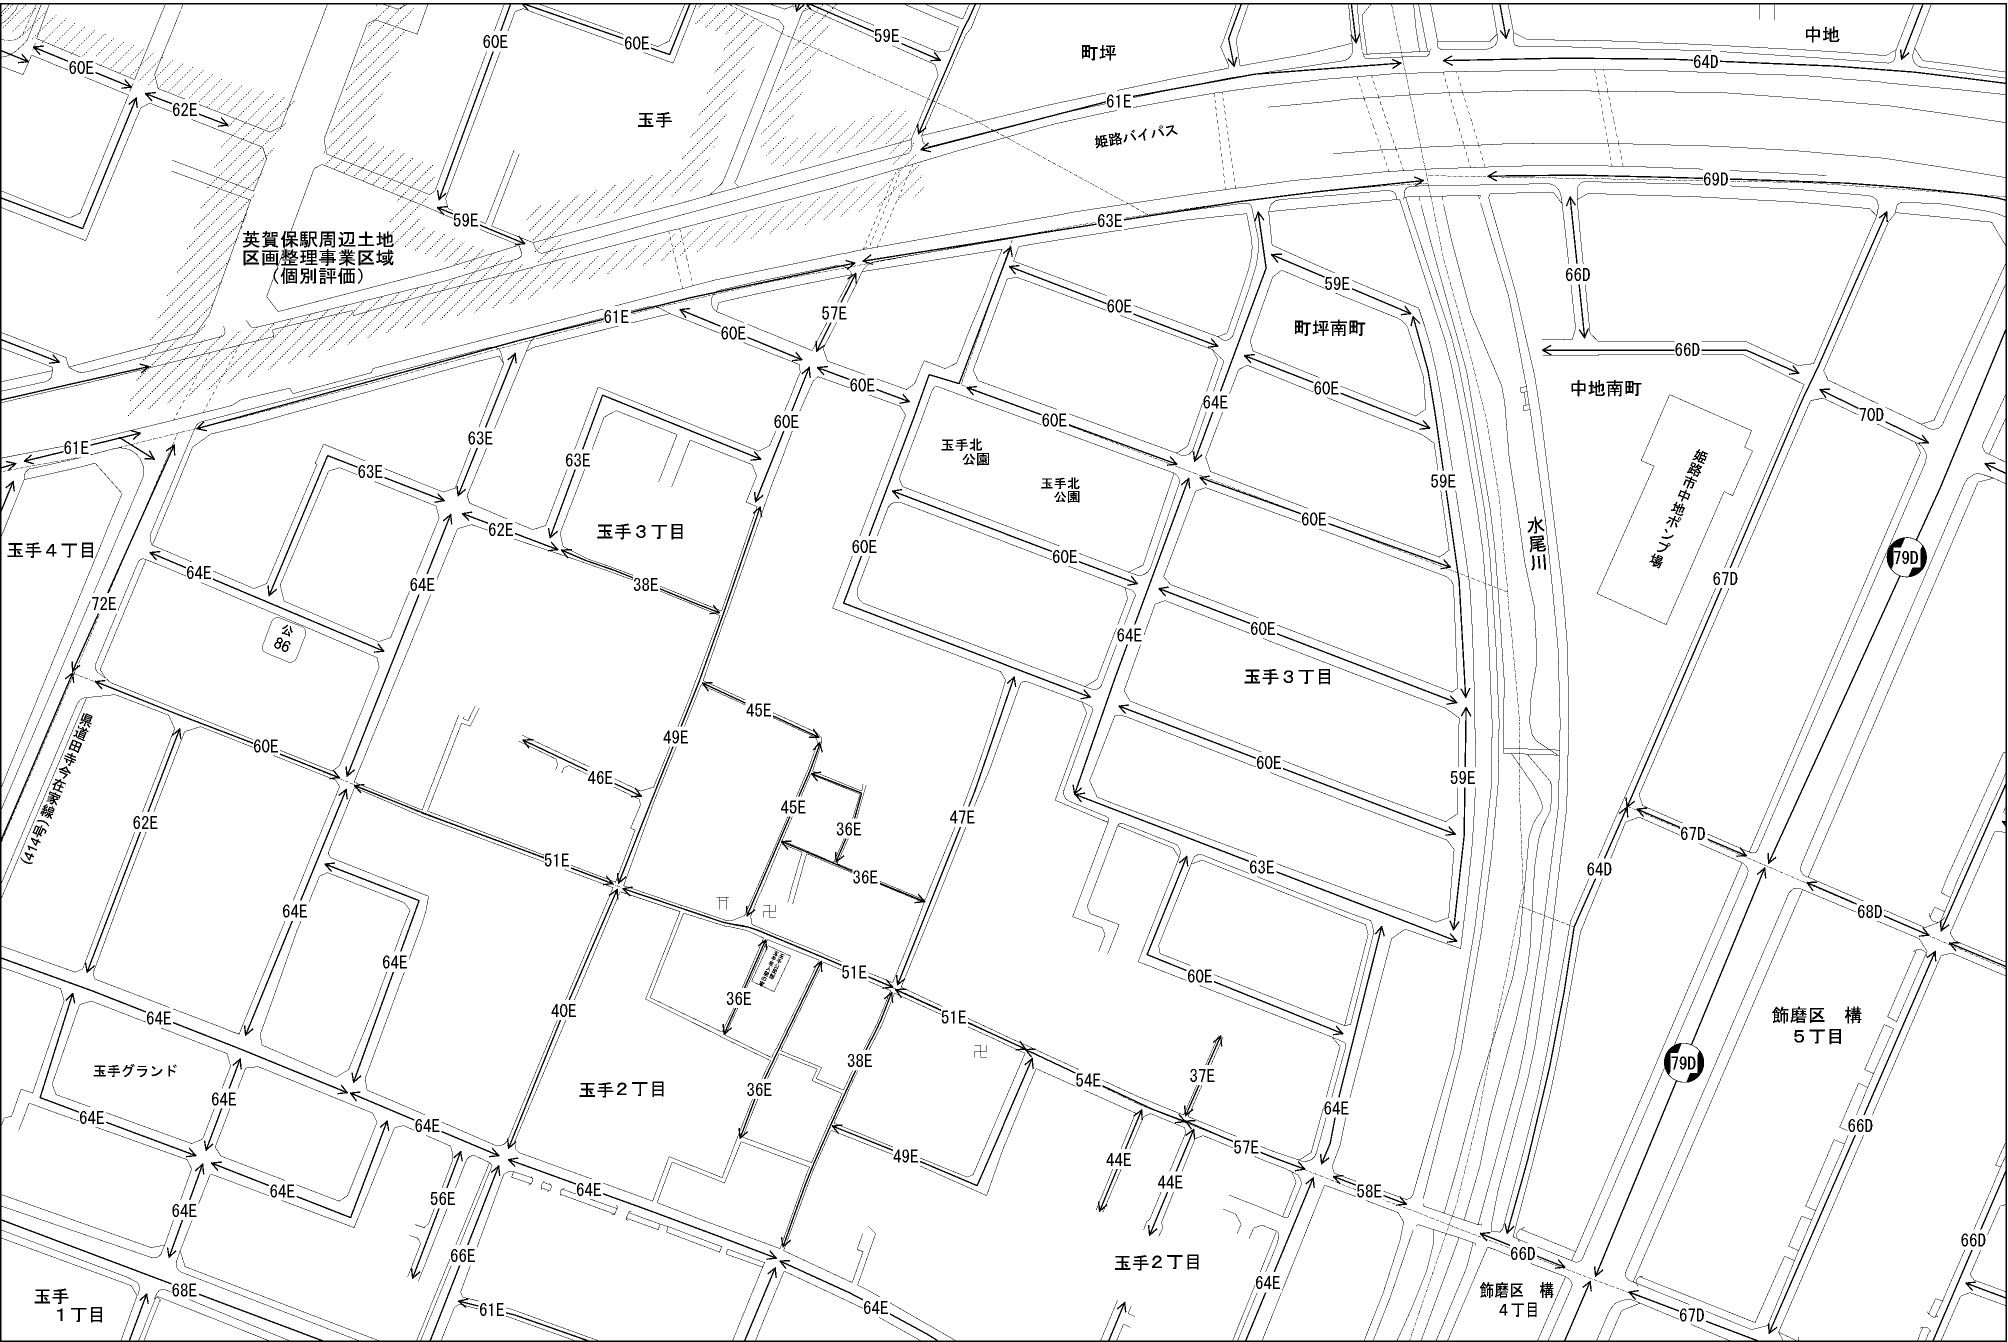 60E
60E
59E
中地
町坪
64D
60E
62E
61E
玉手
姫路バイパス
69D
59E
63E
英賀保駅周辺土地
区画整理事業区域
(個別評価)
66D
59E
60E
57E
61E
60E
町坪南町
66D
60E
60E
中地南町
64E
60E
60E
70D
63E
61E
63E
63E
玉手北
公園
玉手北
公園
59E
姫路市中地ポンプ場
62E
玉手3丁目
60E
水尾川
玉手4丁目
60E
60E
79D
64E
64E
38E
67D
72E
公
86
64E
60E
玉手3丁目
45E
49E
県道田寺今在家線
(414号)
60E
46E
60E
59E
62E
45E
47E
36E
67D
51E
63E
64D
36E
64E
68D
64E
51E
60E
36E
40E
64E
51E
飾磨区 構
5丁目
38E
79D
玉手グランド
54E
37E
玉手2丁目
36E
64E
64E
64E
64E
66D
57E
49E
44E
64E
64E
44E
58E
56E
64E
66E
66D
66D
玉手2丁目
64E
68E
飾磨区 構
4丁目
玉手
1丁目
61E
64E
67D